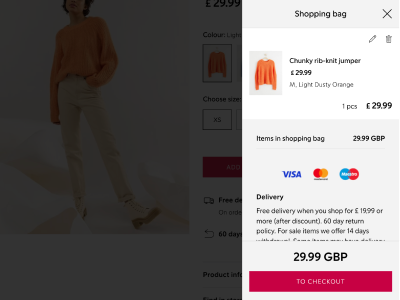 £ 29.99
Colour: Light
Choose size:
XS
ADD
Free de
On orde
60 days
Product infor
Shopping bag
Chunky rib-knit jumper
£ 29.99
M, Light Dusty Orange
1 pcs £ 29.99
Items in shopping bag 29.99 GBP
VISA
Maestro
Delivery
Free delivery when you shop for £ 19.99
or more (after discount). 60 day return
policy. For sale items we offer 14 days
withdrawal. Some items may have delivery
29.99 GBP
TO CHECKOUT